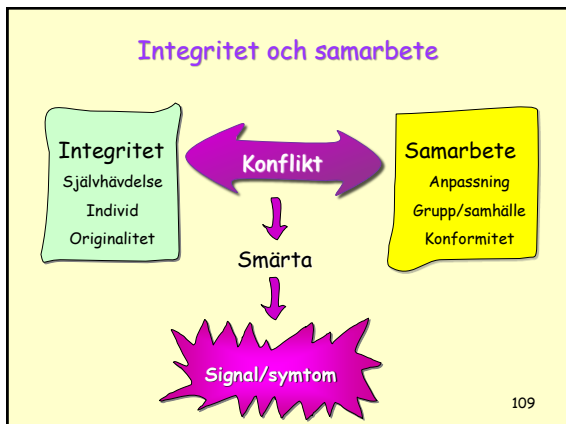 Integritet och samarbete
Integritet
Självhävdelse
Individ
Originalitet
Konflikt
Samarbete
Anpassning
Grupp/samhälle
Konformitet
Smärta
Signal/symtom
109